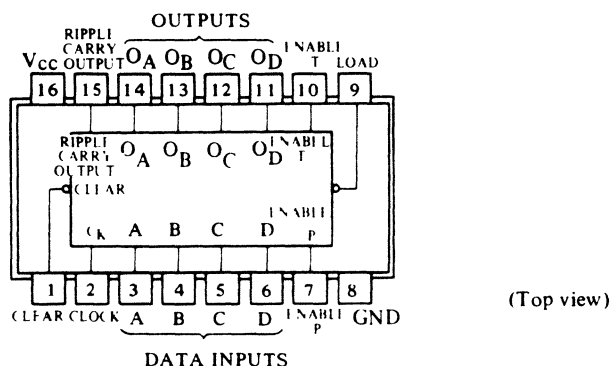 OUTPUTS
VCC RIPPLE CARRY OUTPUT OA OB OC OD ENABLE T LOAD
16 15 14 13 12 11 10 9
RIPPLE CARRY OUTPUT OA OB OC OD ENABLE T
CLEAR
CK A B C D ENABLE P
1 2 3 4 5 6 7 8
(Top view)
CLEAR CLOCK A B C D ENABLE P GND
DATA INPUTS